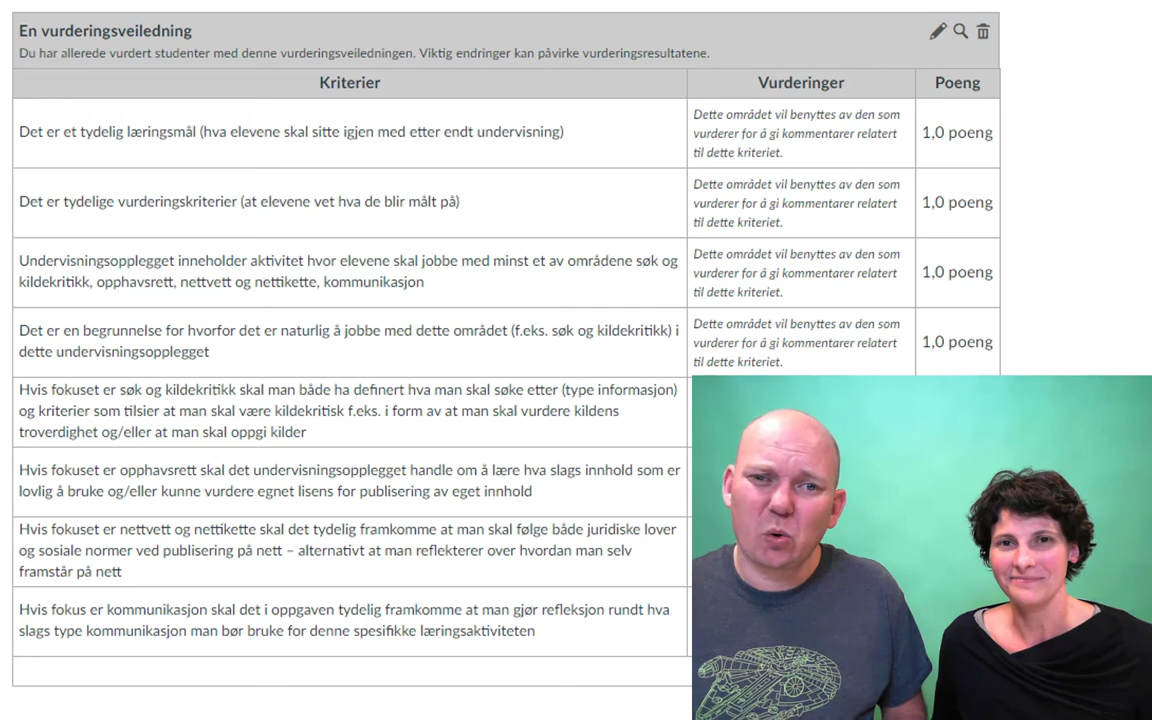 En vurderingsveiledning
Du har allerede vurdert studenter med denne vurderingsveiledningen. Viktig endringer kan påvirke vurderingsresultatene.
Kriterier
Vurderinger
Poeng
Det er et tydelig læringsmål (hva elevene skal sitte igjen med etter endt undervisning)
Dette området vil benyttes av den som
vurderer for å gi kommentarer relatert
til dette kriteriet.
1,0 poeng
Det er tydelige vurderingskriterier (at elevene vet hva de blir målt på)
Dette området vil benyttes av den som
vurderer for å gi kommentarer relatert
til dette kriteriet.
1,0 poeng
Undervisningsopplegget inneholder aktivitet hvor elevene skal jobbe med minst et av områdene søk og
kildekritikk, opphavsrett, nettvett og nettikette, kommunikasjon
Dette området vil benyttes av den som
vurderer for å gi kommentarer relatert
til dette kriteriet.
1,0 poeng
Det er en begrunnelse for hvorfor det er naturlig å jobbe med dette området (f.eks. søk og kildekritikk) i
dette undervisningsopplegget
Dette området vil benyttes av den som
vurderer for å gi kommentarer relatert
til dette kriteriet.
1,0 poeng
Hvis fokuset er søk og kildekritikk skal man både ha definert hva man skal søke etter (type informasjon)
og kriterier som tilsier at man skal være kildekritisk f.eks. i form av at man skal vurdere kildens
troverdighet og/eller at man skal oppgi kilder
Hvis fokuset er opphavsrett skal det undervisningsopplegget handle om å lære hva slags innhold som er
lovlig å bruke og/eller kunne vurdere egnet lisens for publisering av eget innhold
Hvis fokuset er nettvett og nettikette skal det tydelig framkomme at man skal følge både juridiske lover
og sosiale normer ved publisering på nett – alternativt at man reflekterer over hvordan man selv
framstår på nett
Hvis fokus er kommunikasjon skal det i oppgaven tydelig framkomme at man gjør refleksjon rundt hva
slags type kommunikasjon man bør bruke for denne spesifikke læringsaktiviteten